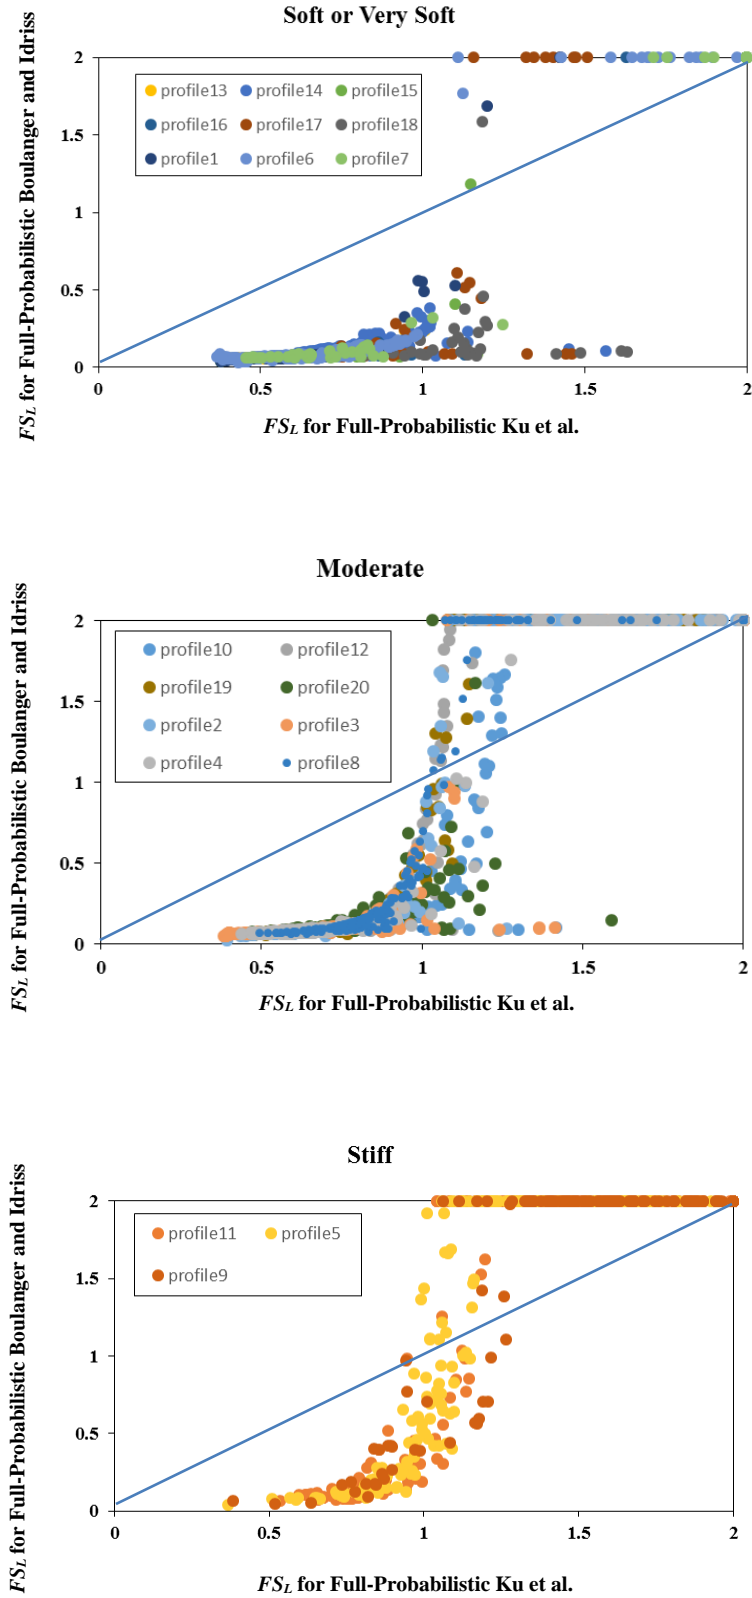 Soft or Very Soft
FSL for Full-Probabilistic Boulanger and Idriss
2
1.5
1
0.5
0
profile13 profile14 profile15
profile16 profile17 profile18
profile1 profile6 profile7
0 0.5 1 1.5 2
FSL for Full-Probabilistic Ku et al.
Moderate
FSL for Full-Probabilistic Boulanger and Idriss
2
1.5
1
0.5
0
profile10 profile12
profile19 profile20
profile2 profile3
profile4 profile8
0 0.5 1 1.5 2
FSL for Full-Probabilistic Ku et al.
Stiff
FSL for Full-Probabilistic Boulanger and Idriss
2
1.5
1
0.5
0
profile11 profile5
profile9
0 0.5 1 1.5 2
FSL for Full-Probabilistic Ku et al.